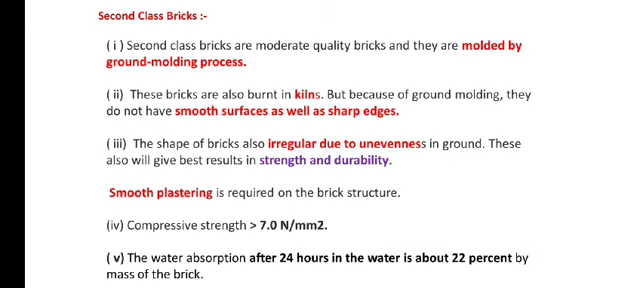 Second Class Bricks :-
( i ) Second class bricks are moderate quality bricks and they are molded by
ground-molding process.
( ii) These bricks are also burnt in kilns. But because of ground molding, they
do not have smooth surfaces as well as sharp edges.
( iii) The shape of bricks also irregular due to unevenness in ground. These
also will give best results in strength and durability.
Smooth plastering is required on the brick structure.
(iv) Compressive strength > 7.0 N/mm2.
( v) The water absorption after 24 hours in the water is about 22 percent by
mass of the brick.